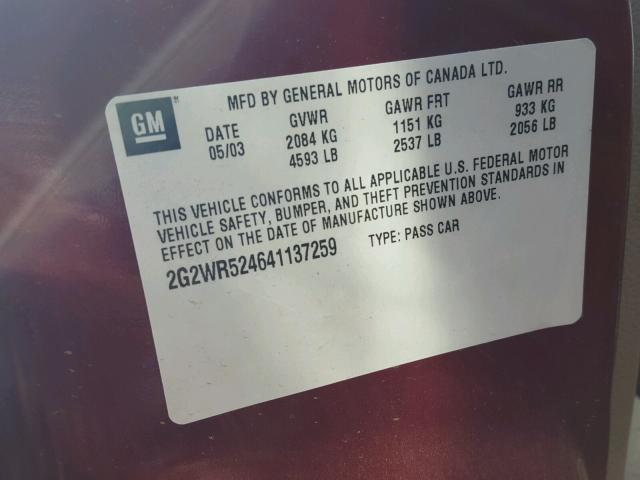 GM
MFD BY GENERAL MOTORS OF CANADA LTD.
DATE GVWR GAWR FRT GAWR RR
05/03 2084 KG 1151 KG 933 KG
4593 LB 2537 LB 2056 LB
THIS VEHICLE CONFORMS TO ALL APPLICABLE U.S. FEDERAL MOTOR
VEHICLE SAFETY, BUMPER, AND THEFT PREVENTION STANDARDS IN
EFFECT ON THE DATE OF MANUFACTURE SHOWN ABOVE.
2G2WR524641137259 TYPE: PASS CAR